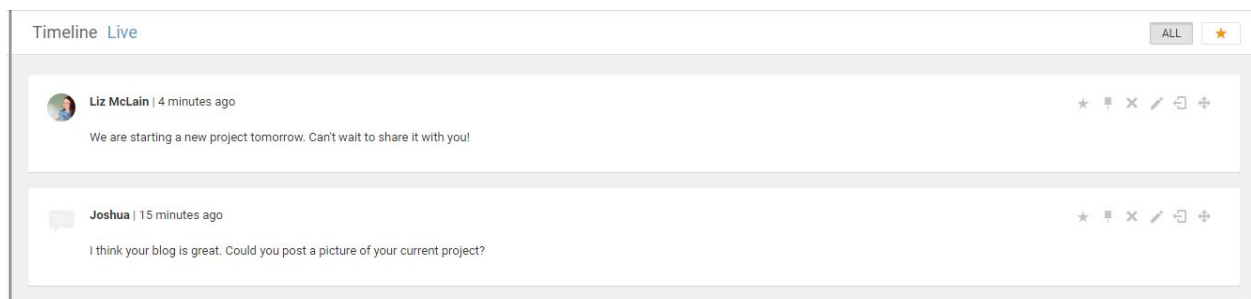 Timeline Live
ALL
Liz McLain | 4 minutes ago
We are starting a new project tomorrow. Can't wait to share it with you!
Joshua | 15 minutes ago
I think your blog is great. Could you post a picture of your current project?